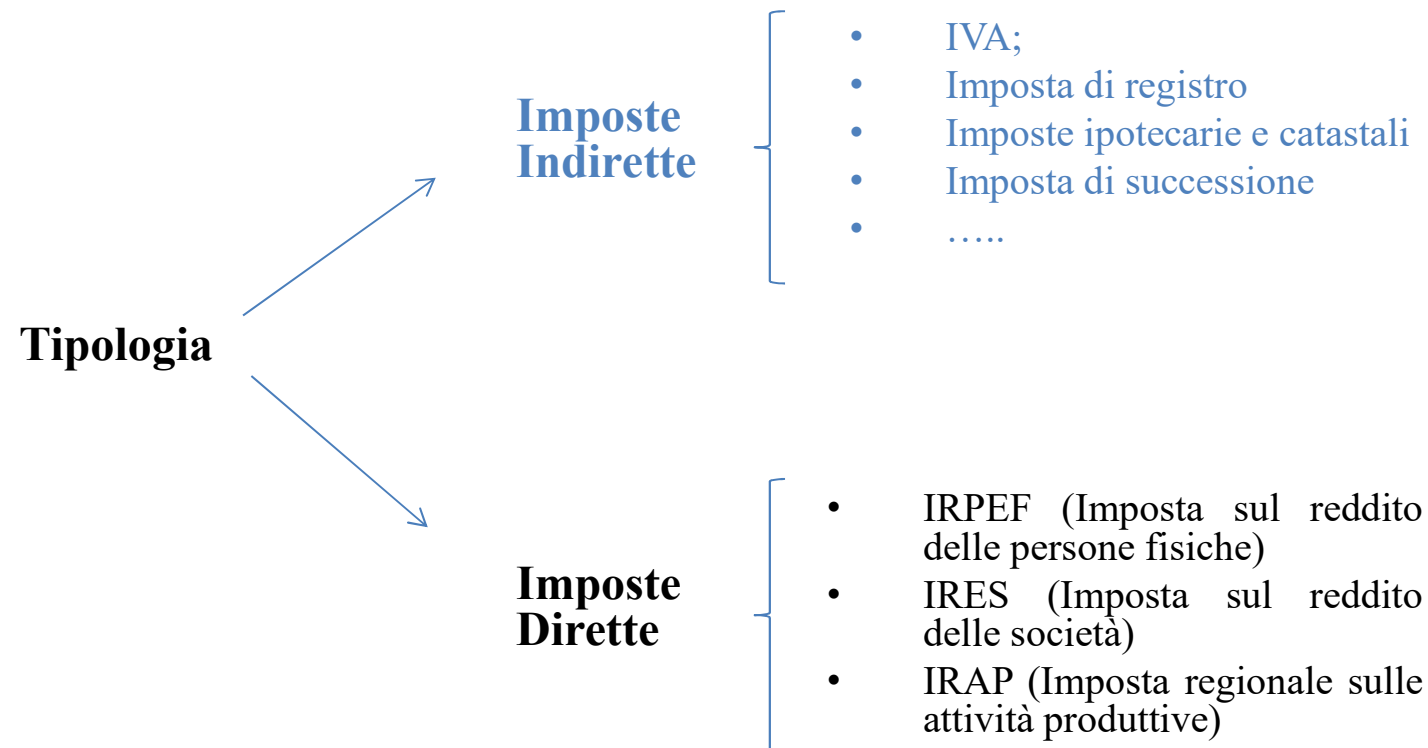 Tipologia
Imposte
Indirette
• IVA;
• Imposta di registro
• Imposte ipotecarie e catastali
• Imposta di successione
• …..
Imposte
Dirette
• IRPEF (Imposta sul reddito
delle persone fisiche)
• IRES (Imposta sul reddito
delle società)
• IRAP (Imposta regionale sulle
attività produttive)